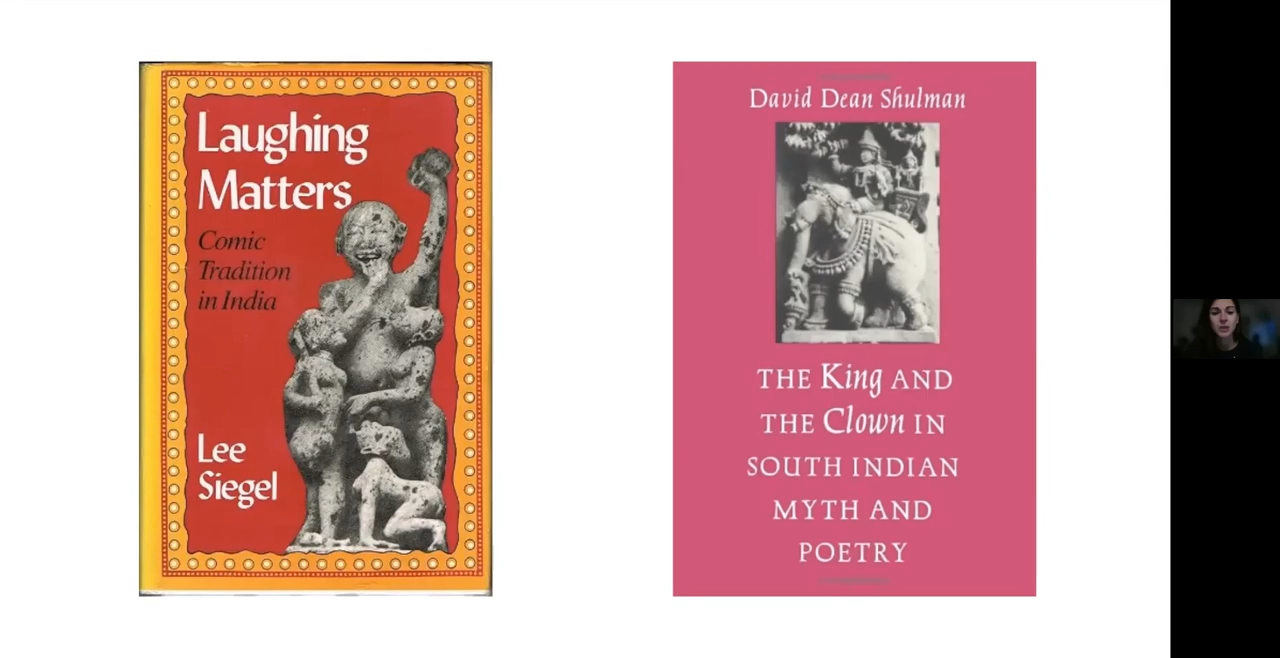 Laughing
Matters
Comic
Tradition
in India
Lee
Siegel
David Dean Shulman
THE King AND
THE Clown IN
SOUTH INDIAN
MYTH AND
POETRY